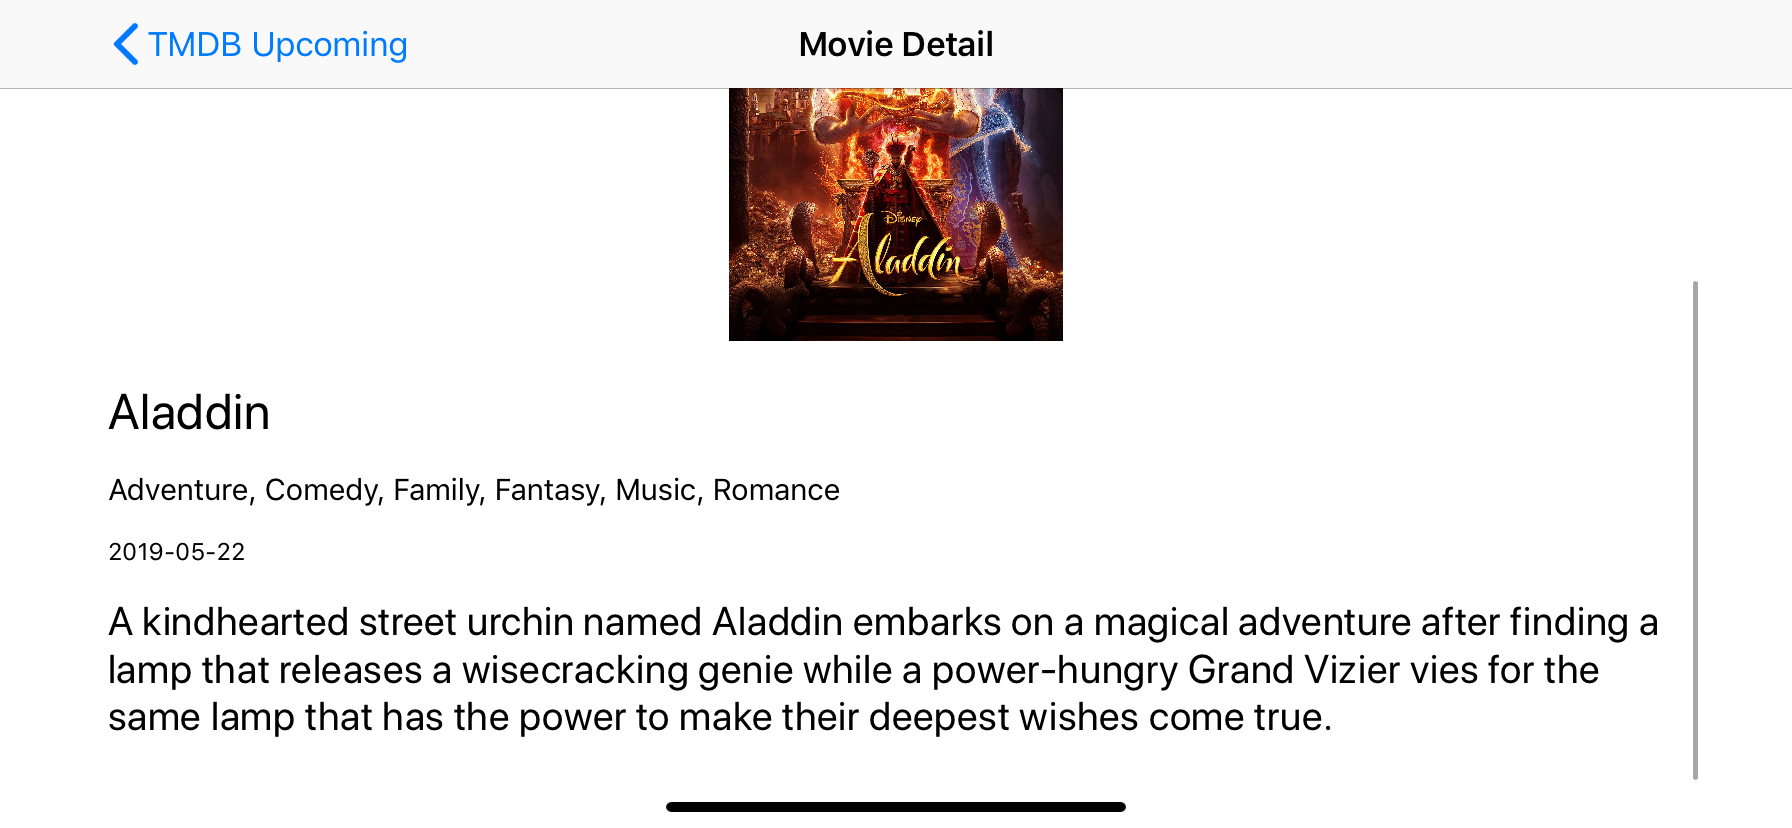 TMDB Upcoming
Movie Detail
Disney
Aladdin
Aladdin
Adventure, Comedy, Family, Fantasy, Music, Romance
2019-05-22
A kindhearted street urchin named Aladdin embarks on a magical adventure after finding a
lamp that releases a wisecracking genie while a power-hungry Grand Vizier vies for the
same lamp that has the power to make their deepest wishes come true.